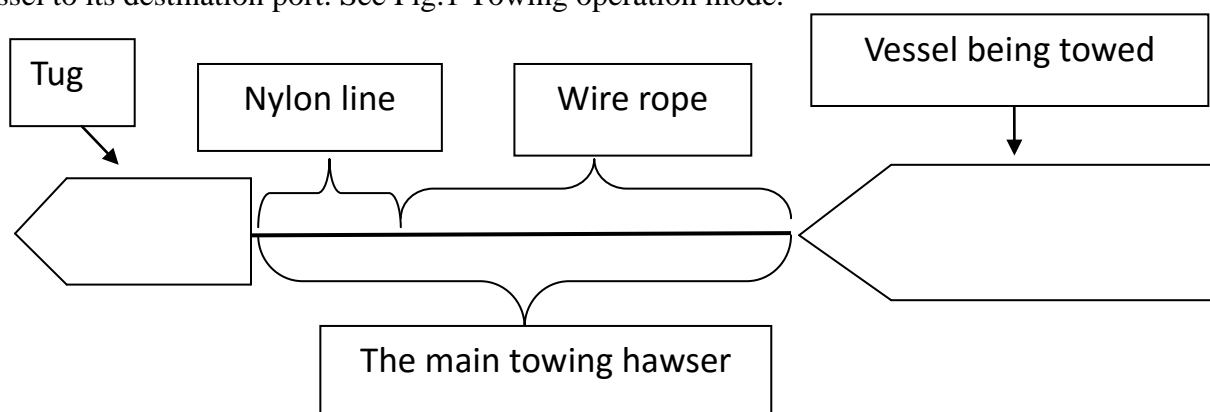 ssel to its destination port. See Fig.1 Towing operation mode.
Tug
Nylon line
Wire rope
Vessel being towed
The main towing hawser